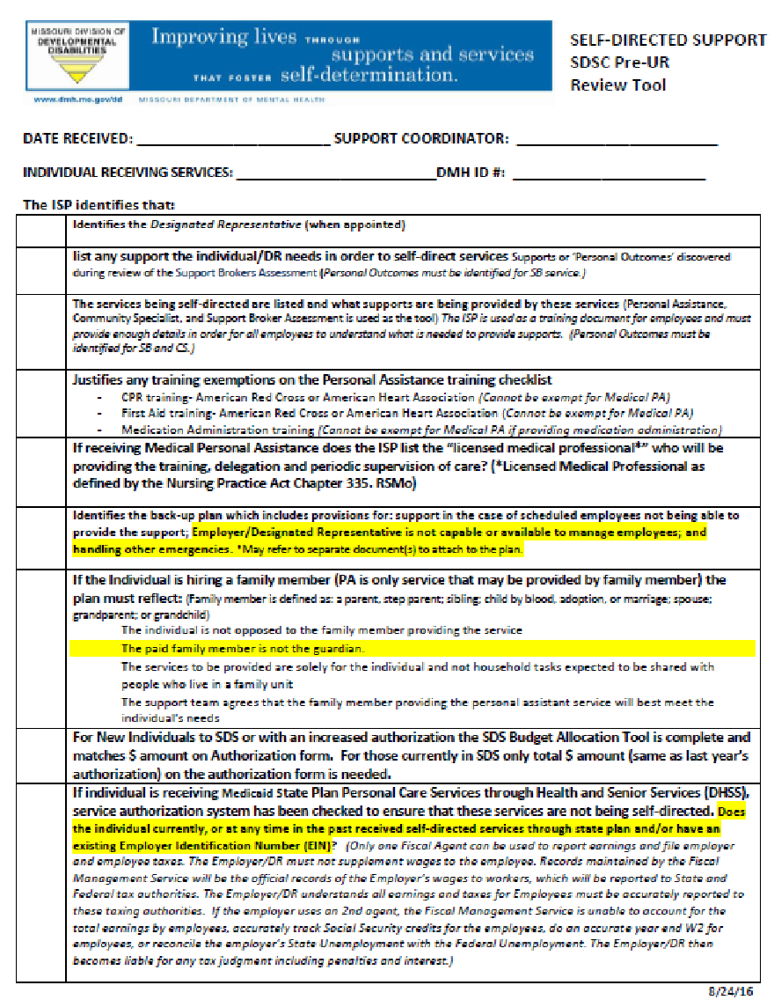 MISSOURI DIVISION OF
DEVELOPMENTAL
DISABILITIES
Improving lives THROUGH
supports and services
THAT FOSTER self-determination.
www.dmh.mo.gov/dd MISSOURI DEPARTMENT OF MENTAL HEALTH
SELF-DIRECTED SUPPORT
SDSC Pre-UR
Review Tool
DATE RECEIVED: ________________________ SUPPORT COORDINATOR: _________________________
INDIVIDUAL RECEIVING SERVICES: _________________________DMH ID #: ________________________
The ISP identifies that:
Identifies the Designated Representative (when appointed)
list any support the individual/DR needs in order to self-direct services Supports or 'Personal Outcomes' discovered
during review of the Support Brokers Assessment (Personal Outcomes must be identified for SB service.)
The services being self-directed are listed and what supports are being provided by these services (Personal Assistance,
Community Specialist, and Support Broker Assessment is used as the tool) The ISP is used as a training document for employees and must
provide enough details in order for all employees to understand what is needed to provide supports. (Personal Outcomes must be
identified for SB and CS.)
Justifies any training exemptions on the Personal Assistance training checklist
- CPR training- American Red Cross or American Heart Association (Cannot be exempt for Medical PA)
- First Aid training- American Red Cross or American Heart Association (Cannot be exempt for Medical PA)
- Medication Administration training (Cannot be exempt for Medical PA if providing medication administration)
If receiving Medical Personal Assistance does the ISP list the "licensed medical professional*" who will be
providing the training, delegation and periodic supervision of care? (*Licensed Medical Professional as
defined by the Nursing Practice Act Chapter 335. RSMo)
Identifies the back-up plan which includes provisions for: support in the case of scheduled employees not being able to
provide the support; Employer/Designated Representative is not capable or available to manage employees; and
handling other emergencies. *May refer to separate document(s) to attach to the plan.
If the Individual is hiring a family member (PA is only service that may be provided by family member) the
plan must reflect: (Family member is defined as: a parent, step parent; sibling; child by blood, adoption, or marriage; spouse;
grandparent; or grandchild)
The individual is not opposed to the family member providing the service
The paid family member is not the guardian.
The services to be provided are solely for the individual and not household tasks expected to be shared with
people who live in a family unit
The support team agrees that the family member providing the personal assistant service will best meet the
individual's needs
For New Individuals to SDS or with an increased authorization the SDS Budget Allocation Tool is complete and
matches $ amount on Authorization form. For those currently in SDS only total $ amount (same as last year's
authorization) on the authorization form is needed.
If individual is receiving Medicaid State Plan Personal Care Services through Health and Senior Services (DHSS),
service authorization system has been checked to ensure that these services are not being self-directed. Does
the individual currently, or at any time in the past received self-directed services through state plan and/or have an
existing Employer Identification Number (EIN)? (Only one Fiscal Agent can be used to report earnings and file employer
and employee taxes. The Employer/DR must not supplement wages to the employee. Records maintained by the Fiscal
Management Service will be the official records of the Employer's wages to workers, which will be reported to State and
Federal tax authorities. The Employer/DR understands all earnings and taxes for Employees must be accurately reported to
these taxing authorities. If the employer uses an 2nd agent, the Fiscal Management Service is unable to account for the
total earnings by employees, accurately track Social Security credits for the employees, do an accurate year end W2 for
employees, or reconcile the employer's State Unemployment with the Federal Unemployment. The Employer/DR then
becomes liable for any tax judgment including penalties and interest.)
8/24/16